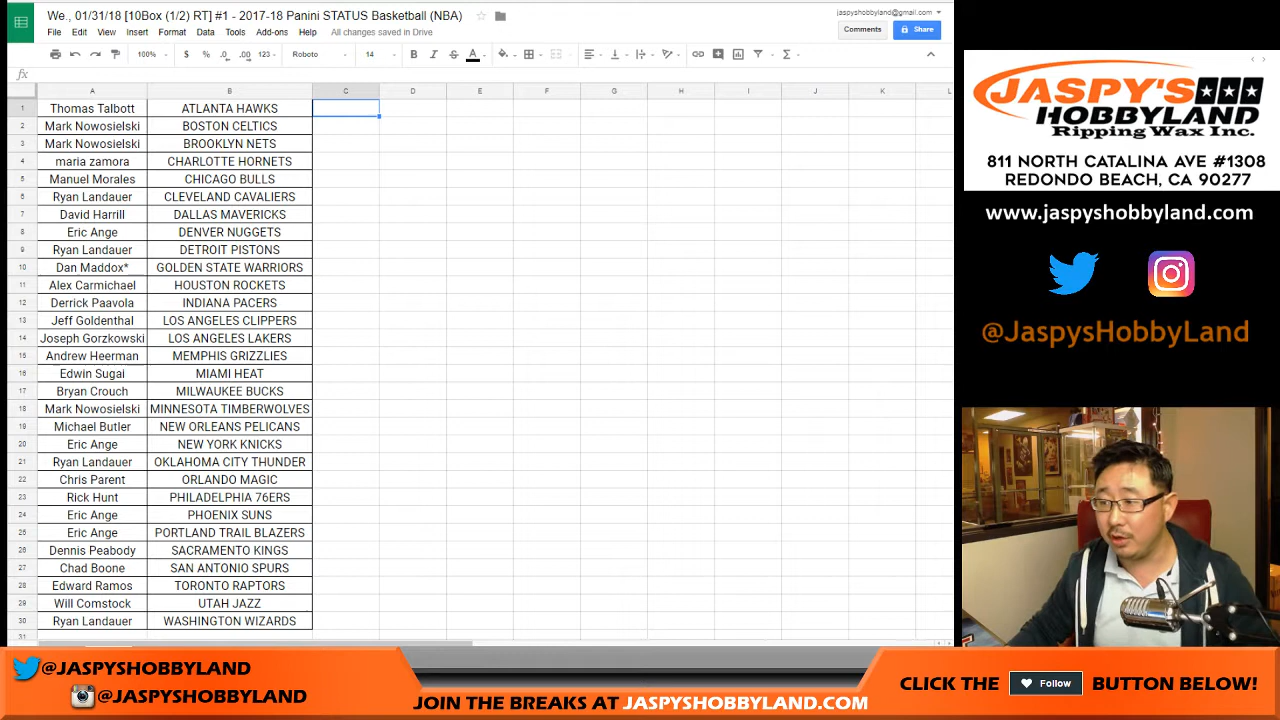 We., 01/31/18 [10Box (1/2) RT] #1 - 2017-18 Panini STATUS Basketball (NBA)
jaspyshobbyland@gmail.com
File Edit View Insert Format Data Tools Add-ons Help All changes saved in Drive
Comments
Share
100% $ % .0 .00 123 Roboto 14 B I S A
fx
A B C D E F G H I J K L
1 Thomas Talbott ATLANTA HAWKS
2 Mark Nowosielski BOSTON CELTICS
3 Mark Nowosielski BROOKLYN NETS
4 maria zamora CHARLOTTE HORNETS
5 Manuel Morales CHICAGO BULLS
6 Ryan Landauer CLEVELAND CAVALIERS
7 David Harrill DALLAS MAVERICKS
8 Eric Ange DENVER NUGGETS
9 Ryan Landauer DETROIT PISTONS
10 Dan Maddox* GOLDEN STATE WARRIORS
11 Alex Carmichael HOUSTON ROCKETS
12 Derrick Paavola INDIANA PACERS
13 Jeff Goldenthal LOS ANGELES CLIPPERS
14 Joseph Gorzkowski LOS ANGELES LAKERS
15 Andrew Heerman MEMPHIS GRIZZLIES
16 Edwin Sugai MIAMI HEAT
17 Bryan Crouch MILWAUKEE BUCKS
18 Mark Nowosielski MINNESOTA TIMBERWOLVES
19 Michael Butler NEW ORLEANS PELICANS
20 Eric Ange NEW YORK KNICKS
21 Ryan Landauer OKLAHOMA CITY THUNDER
22 Chris Parent ORLANDO MAGIC
23 Rick Hunt PHILADELPHIA 76ERS
24 Eric Ange PHOENIX SUNS
25 Eric Ange PORTLAND TRAIL BLAZERS
26 Dennis Peabody SACRAMENTO KINGS
27 Chad Boone SAN ANTONIO SPURS
28 Edward Ramos TORONTO RAPTORS
29 Will Comstock UTAH JAZZ
30 Ryan Landauer WASHINGTON WIZARDS
31
JASPY'S
HOBBYLAND
Ripping Wax Inc.
811 NORTH CATALINA AVE #1308
REDONDO BEACH, CA 90277
www.jaspyshobbyland.com
@JaspysHobbyLand
@JASPYSHOBBYLAND
@JASPYSHOBBYLAND
JOIN THE BREAKS AT JASPYSHOBBYLAND.COM
CLICK THE Follow BUTTON BELOW!